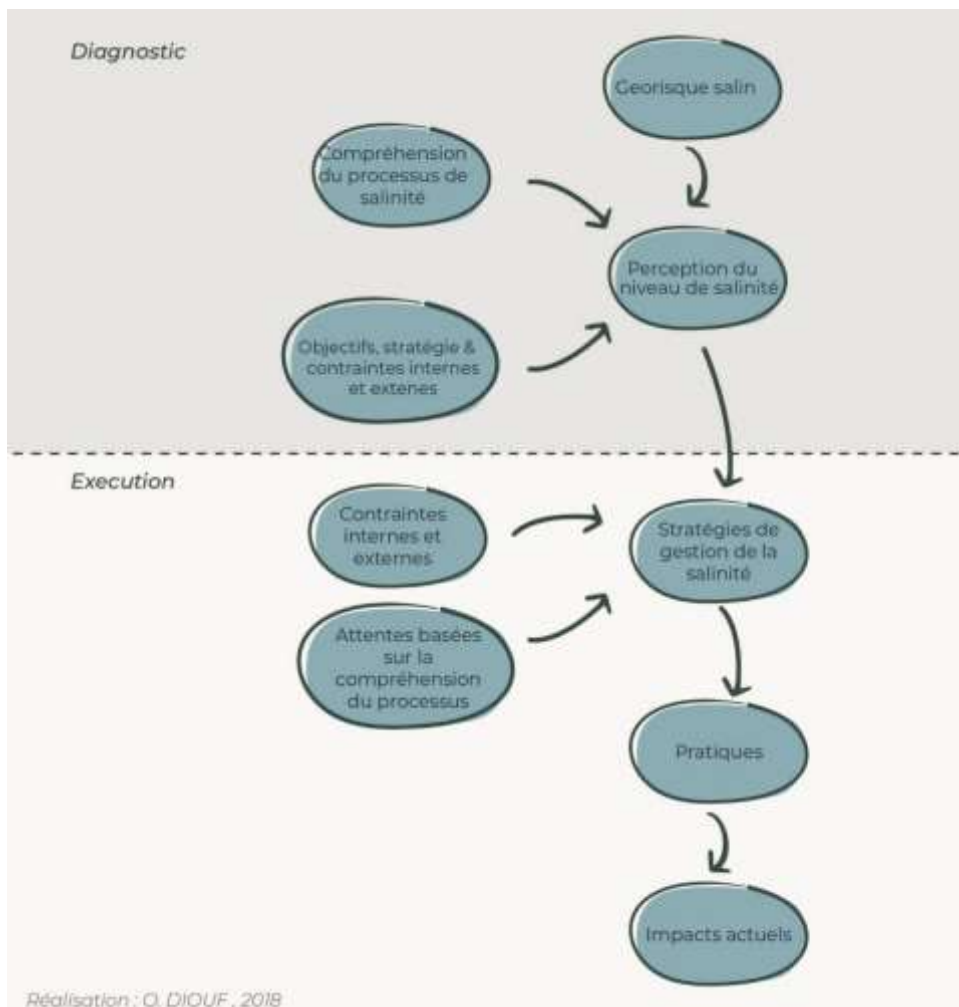 Diagnostic
Georisque salin
Compréhension
du processus de
salinité
Perception du
niveau de salinité
Objectifs, stratégie &
contraintes internes
et extenes
Execution
Contraintes
internes et
externes
Stratégies de
gestion de la
salinité
Attentes basées
sur la
compréhension
du processus
Pratiques
Impacts actuels
Réalisation : O. DIOUF , 2018